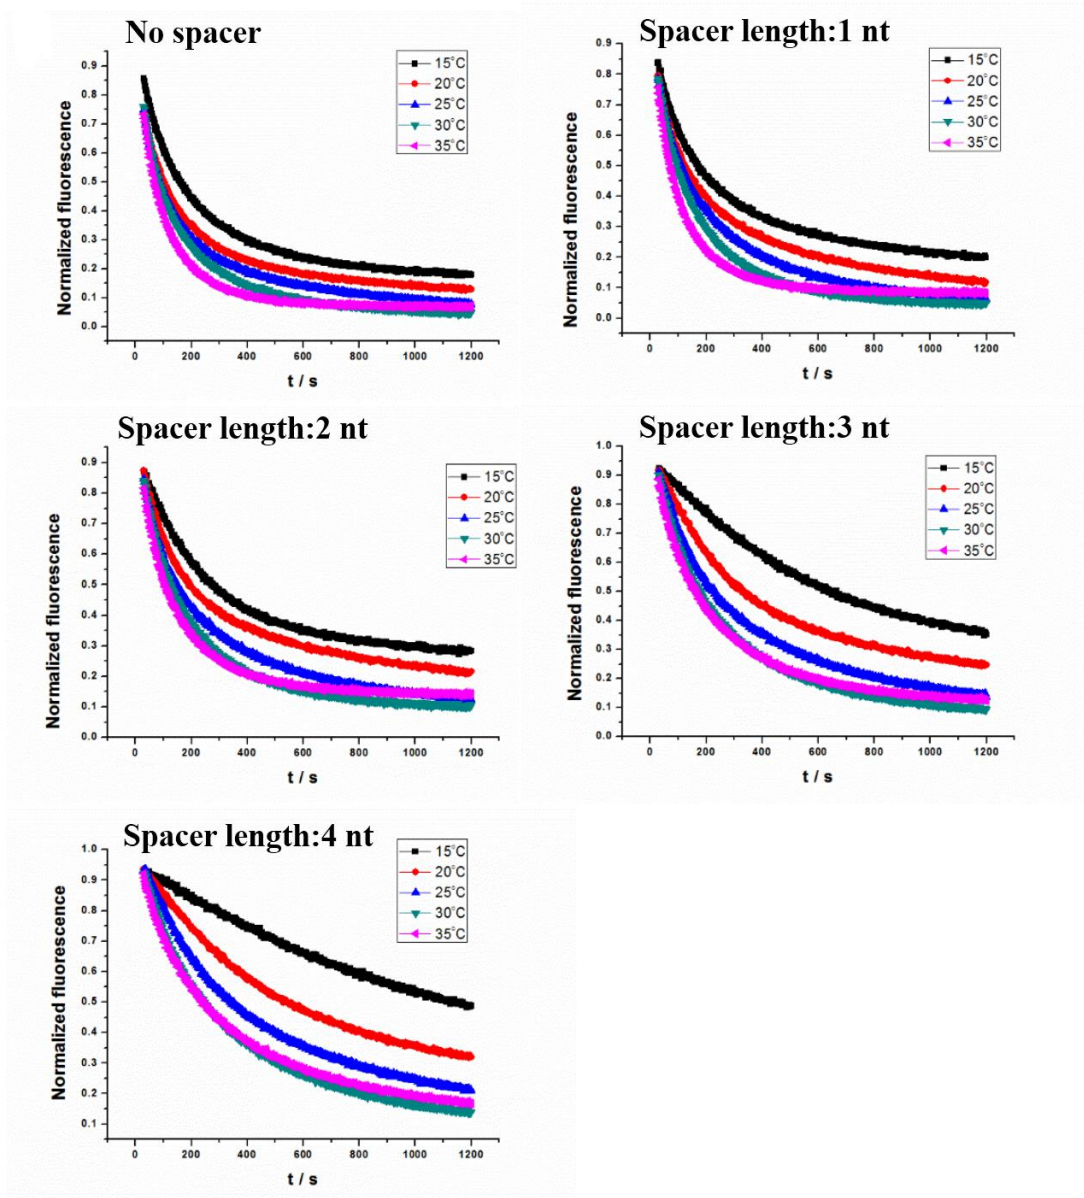 No spacer
0.9
0.8
0.7
0.6
0.5
0.4
0.3
0.2
0.1
0.0
Normalized fluorescence
15°C
20°C
25°C
30°C
35°C
0 200 400 600 800 1000 1200
t / s
Spacer length:1 nt
0.9
0.8
0.7
0.6
0.5
0.4
0.3
0.2
0.1
0.0
Normalized fluorescence
15°C
20°C
25°C
30°C
35°C
0 200 400 600 800 1000 1200
t / s
Spacer length:2 nt
0.9
0.8
0.7
0.6
0.5
0.4
0.3
0.2
0.1
0.0
Normalized fluorescence
15°C
20°C
25°C
30°C
35°C
0 200 400 600 800 1000 1200
t / s
Spacer length:3 nt
1.0
0.9
0.8
0.7
0.6
0.5
0.4
0.3
0.2
0.1
0.0
Normalized fluorescence
15°C
20°C
25°C
30°C
35°C
0 200 400 600 800 1000 1200
t / s
Spacer length:4 nt
1.0
0.9
0.8
0.7
0.6
0.5
0.4
0.3
0.2
0.1
Normalized fluorescence
15°C
20°C
25°C
30°C
35°C
0 200 400 600 800 1000 1200
t / s